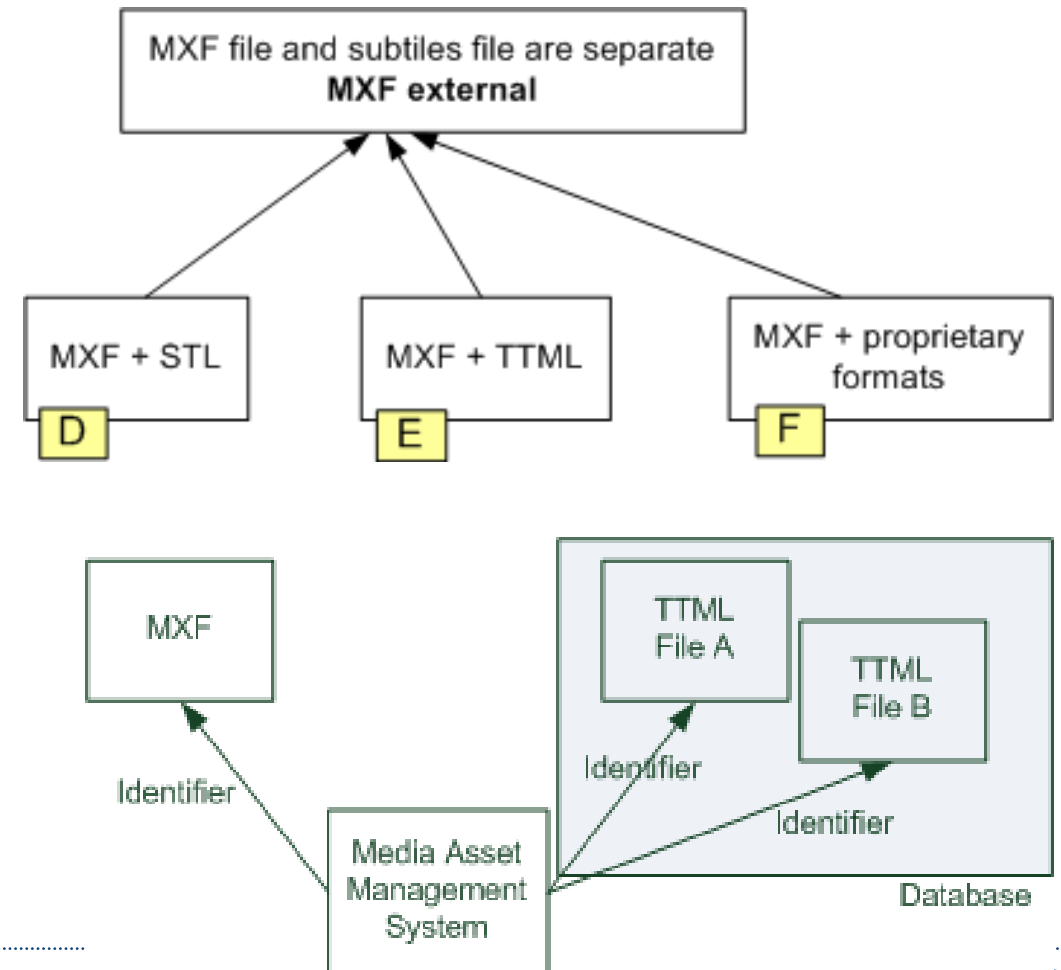 MXF file and subtiles file are separate
MXF external
MXF + STL
D
MXF + TTML
E
MXF + proprietary
formats
F
MXF
TTML
File A
TTML
File B
Identifier
Identifier
Identifier
Media Asset
Management
System
Database